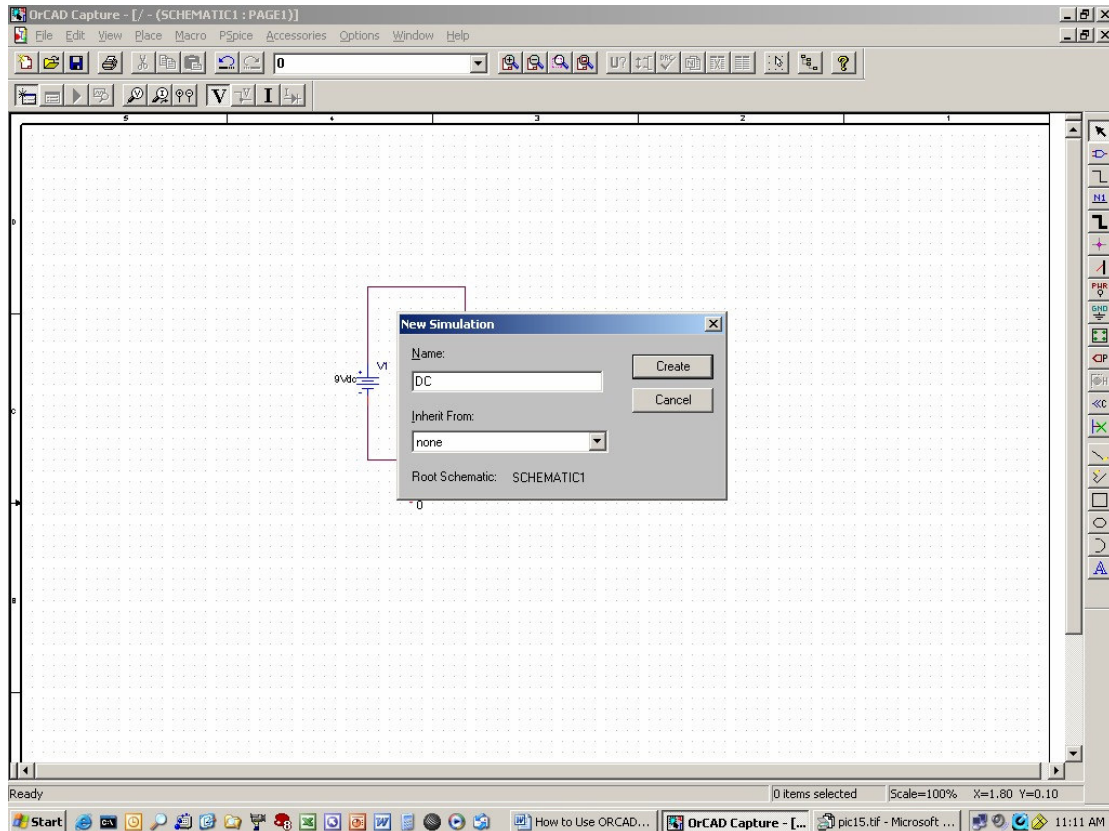 OrCAD Capture - [/ - (SCHEMATIC1 : PAGE1)]
File Edit View Place Macro PSpice Accessories Options Window Help
0
U?
V I
5 4 3 2 1
D
N1
PWR
GND
New Simulation
Name:
Create
DC
Cancel
Inherit From:
none
Root Schematic: SCHEMATIC1
V1
9Vdc
C
0
B
A
Ready
0 items selected Scale=100% X=1.80 Y=0.10
Start How to Use ORCAD... OrCAD Capture - [... pic15.tif - Microsoft ... 11:11 AM